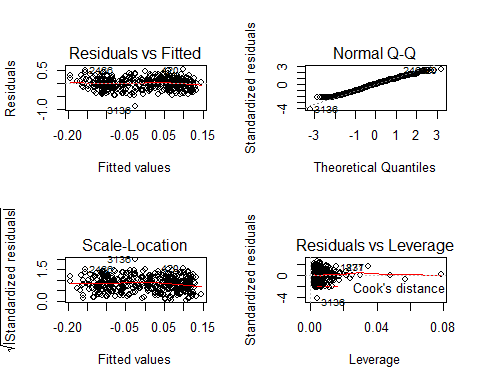 Residuals vs Fitted
Residuals
0.5
-1.0
3136
-0.20
-0.05
0.05
0.15
Fitted values
Normal Q-Q
Standardized residuals
3
0
-4
3136
-3
-1
0
1
2
3
Theoretical Quantiles
Scale-Location
√|Standardized residuals|
1.5
0.0
3136
-0.20
-0.05
0.05
0.15
Fitted values
Residuals vs Leverage
Standardized residuals
0
-4
3136
Cook's distance
0.00
0.04
0.08
Leverage